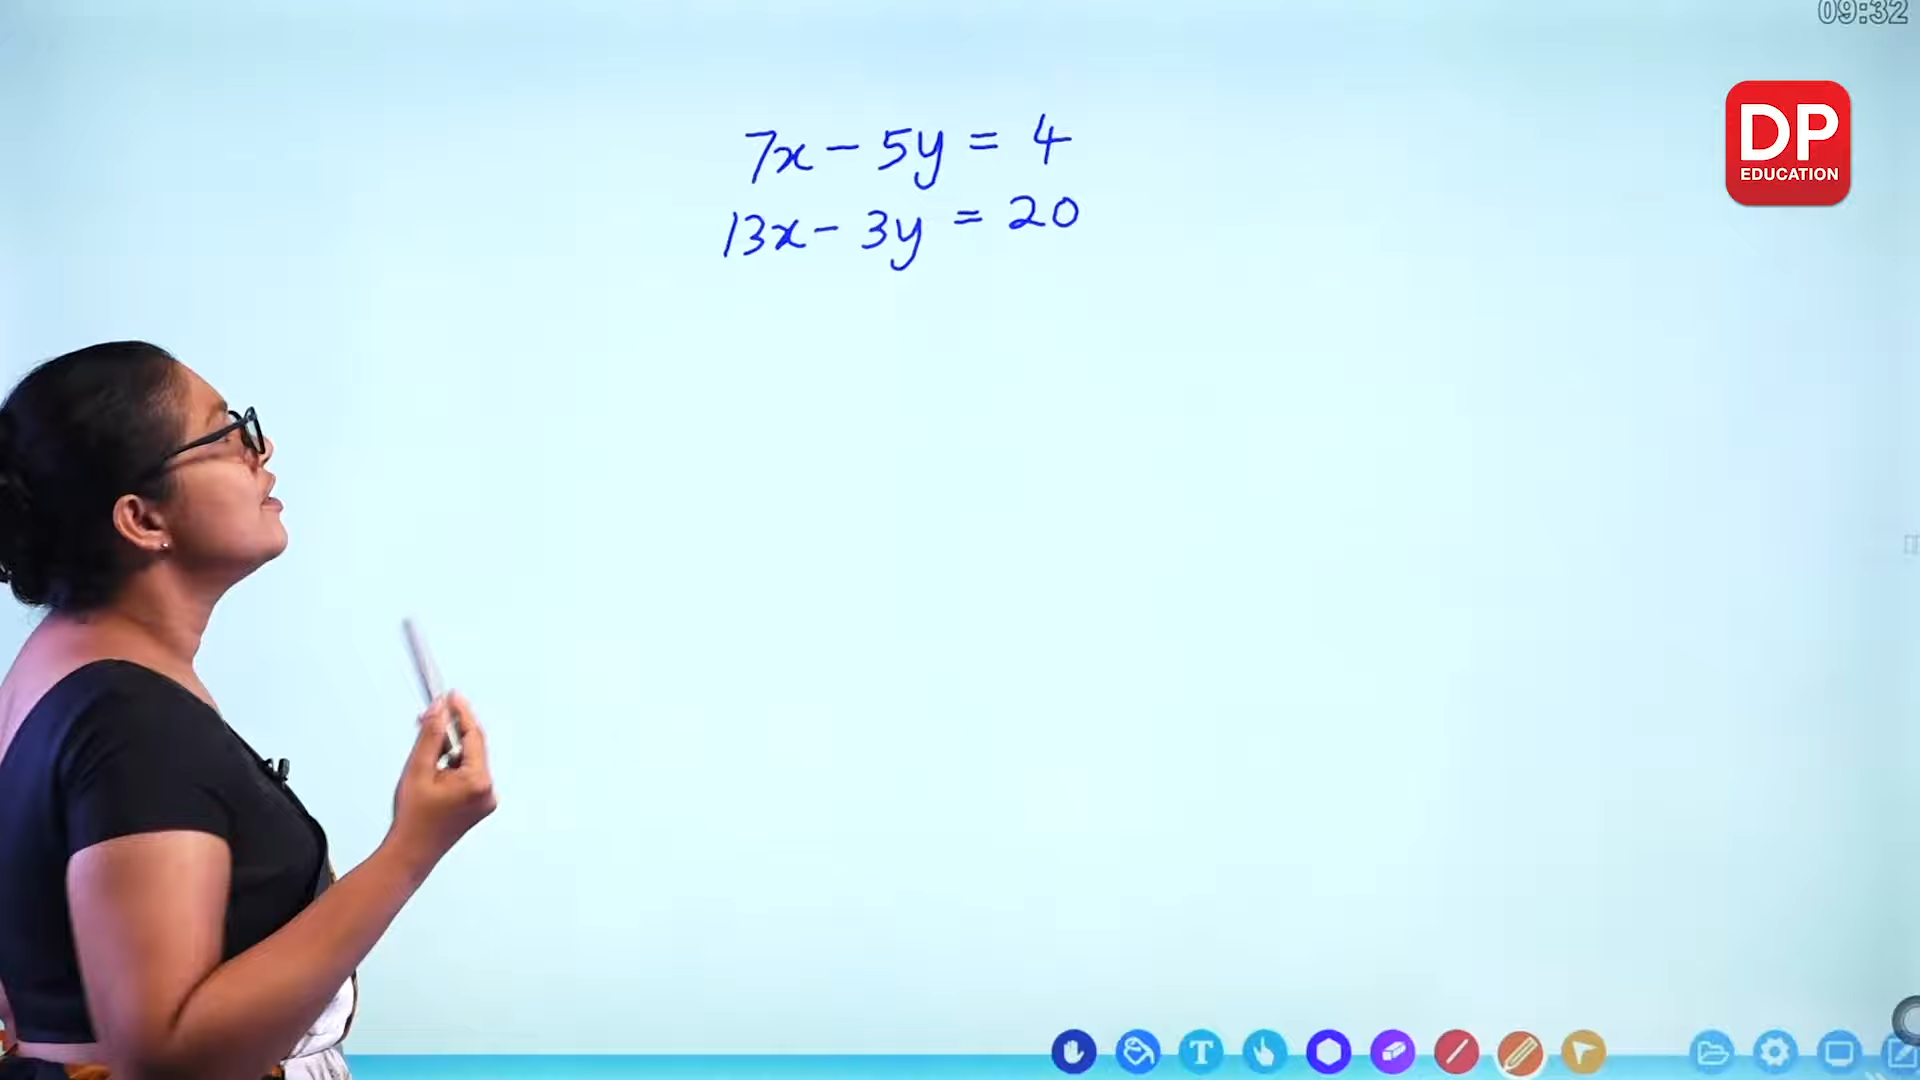 09:32
DP
EDUCATION
7x - 5y = 4
13x - 3y = 20
T